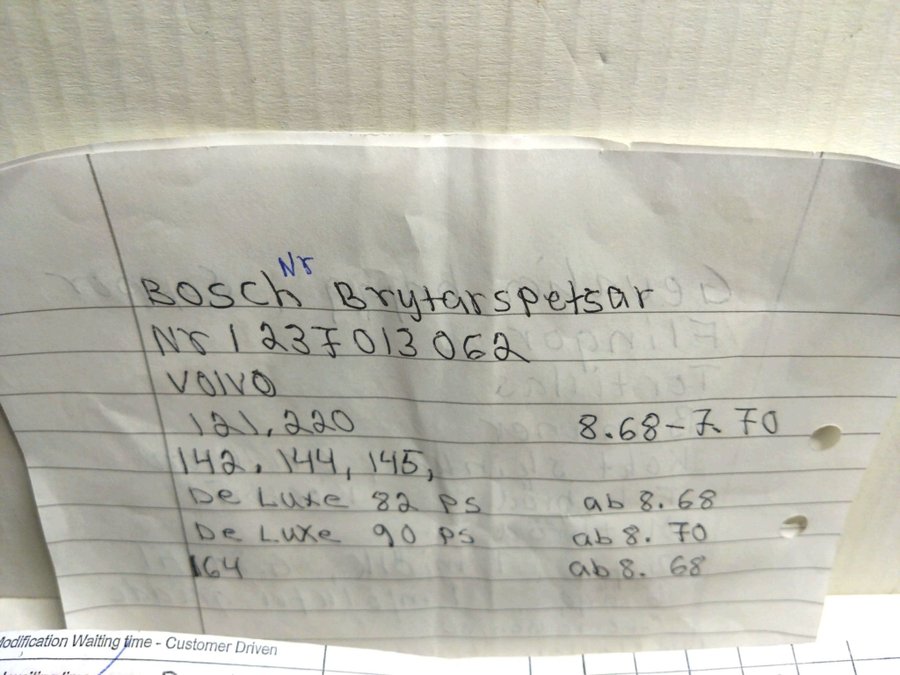 Nr
BOSCh Brytarspetsar
Nr 1 237 013 062
VOLVO
121, 220 8.68-7.70
142, 144, 145,
De Luxe 82 PS ab 8.68
De Luxe 90 PS ab 8.70
164 ab 8. 68
Modification Waiting time - Customer Driven